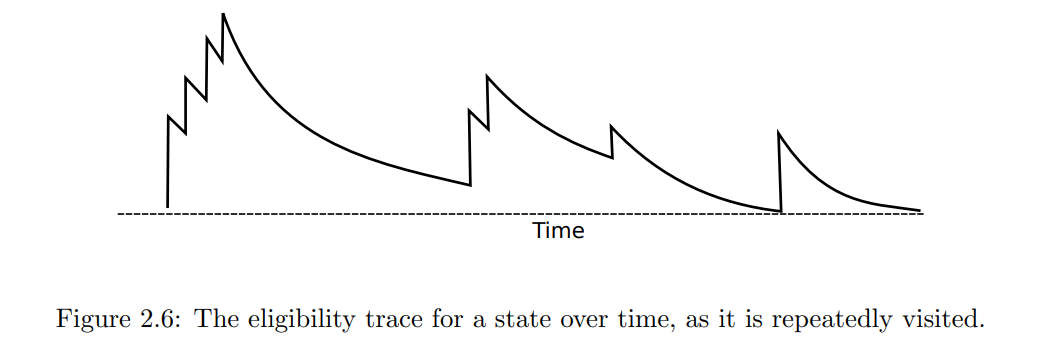 Time
Figure 2.6: The eligibility trace for a state over time, as it is repeatedly visited.